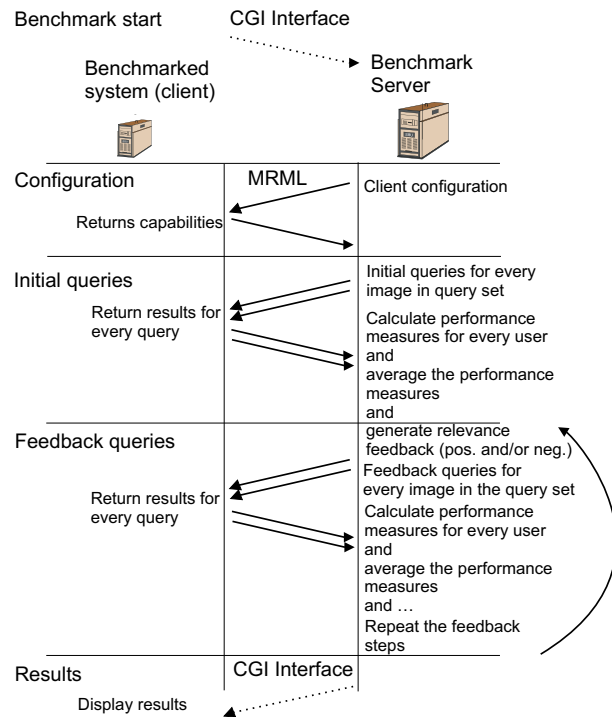 Benchmark start
CGI Interface
Benchmarked
system (client)
Benchmark
Server
Configuration
MRML
Client configuration
Returns capabilities
Initial queries
Initial queries for every
image in query set
Return results for
every query
Calculate performance
measures for every user
and
average the performance
measures
and
generate relevance
feedback (pos. and/or neg.)
Feedback queries
Feedback queries for
every image in the query set
Return results for
every query
Calculate performance
measures for every user
and
average the performance
measures
and ...
Repeat the feedback
steps
Results
CGI Interface
Display results